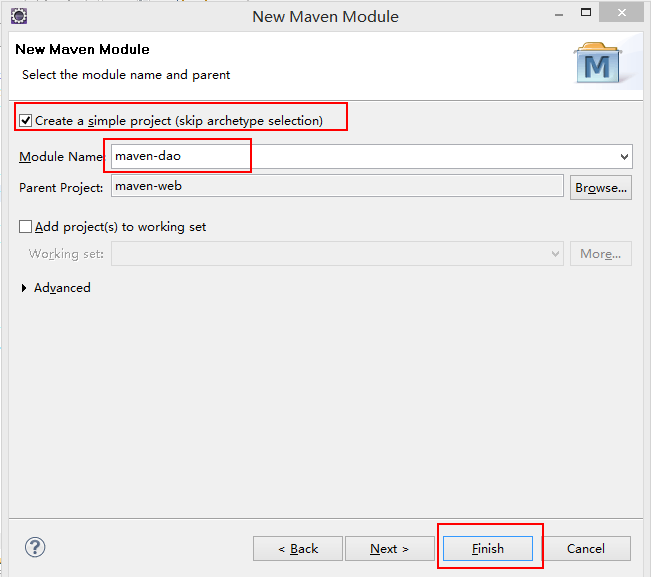 New Maven Module
New Maven Module
Select the module name and parent
M
Create a simple project (skip archetype selection)
Module Name: maven-dao
Parent Project: maven-web Browse...
Add project(s) to working set
Working set: More...
Advanced
? < Back Next > Finish Cancel